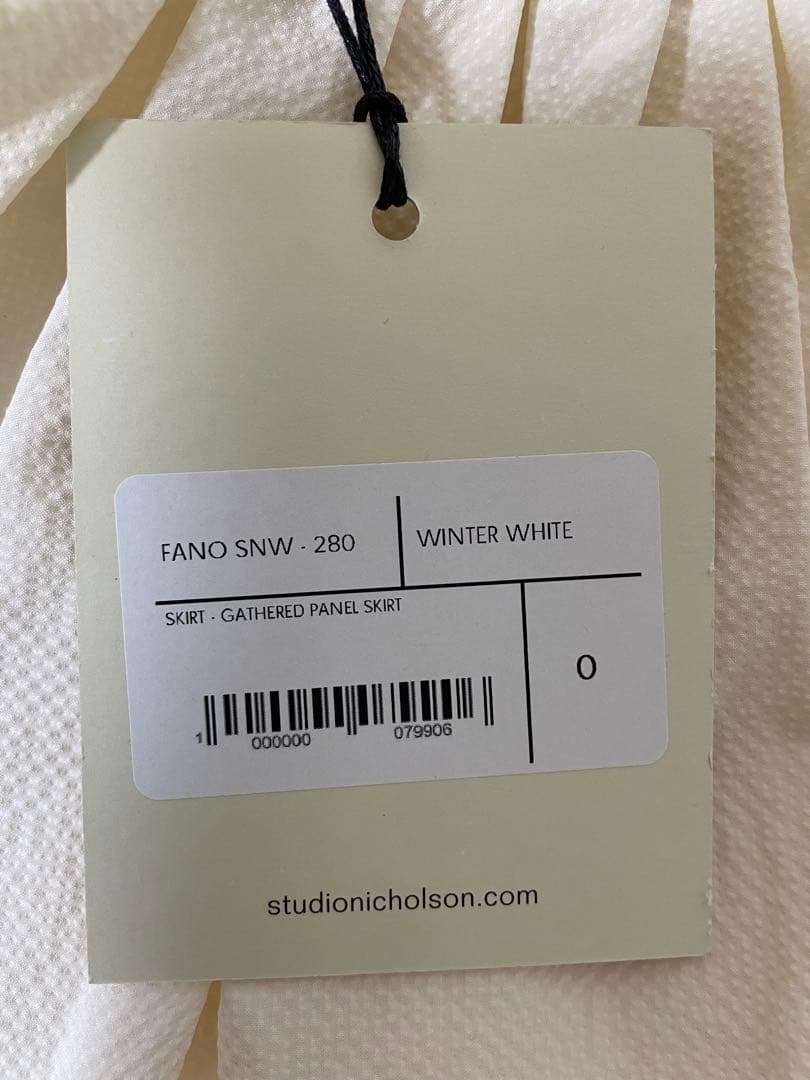 FANO SNW - 280
WINTER WHITE
SKIRT - GATHERED PANEL SKIRT
0
1 000000 079906
studionicholson.com